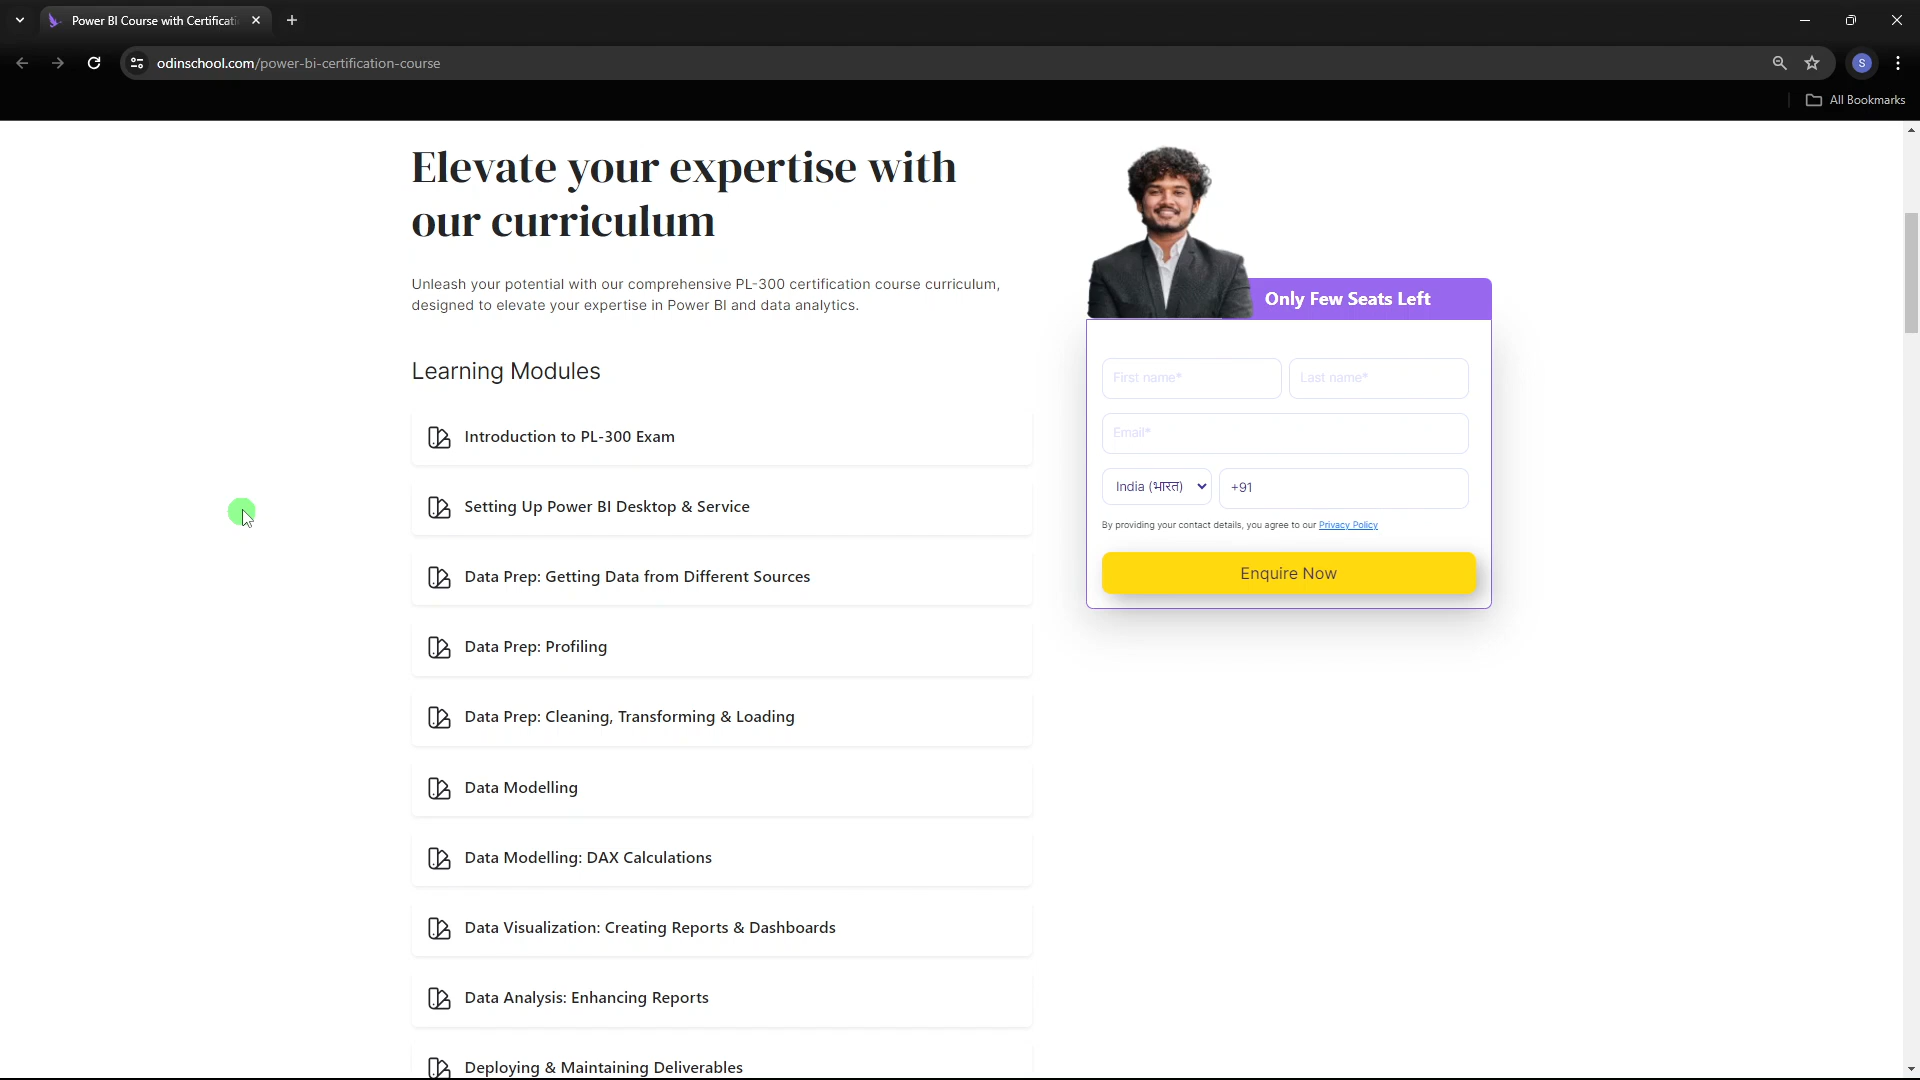 Power BI Course with Certificati
odinschool.com/power-bi-certification-course
S
All Bookmarks
Elevate your expertise with
our curriculum
Unleash your potential with our comprehensive PL-300 certification course curriculum,
designed to elevate your expertise in Power BI and data analytics.
Learning Modules
Introduction to PL-300 Exam
Setting Up Power BI Desktop & Service
Data Prep: Getting Data from Different Sources
Data Prep: Profiling
Data Prep: Cleaning, Transforming & Loading
Data Modelling
Data Modelling: DAX Calculations
Data Visualization: Creating Reports & Dashboards
Data Analysis: Enhancing Reports
Deploying & Maintaining Deliverables
Only Few Seats Left
First name*
Last name*
Email*
India (भारत)
+91
By providing your contact details, you agree to our Privacy Policy
Enquire Now